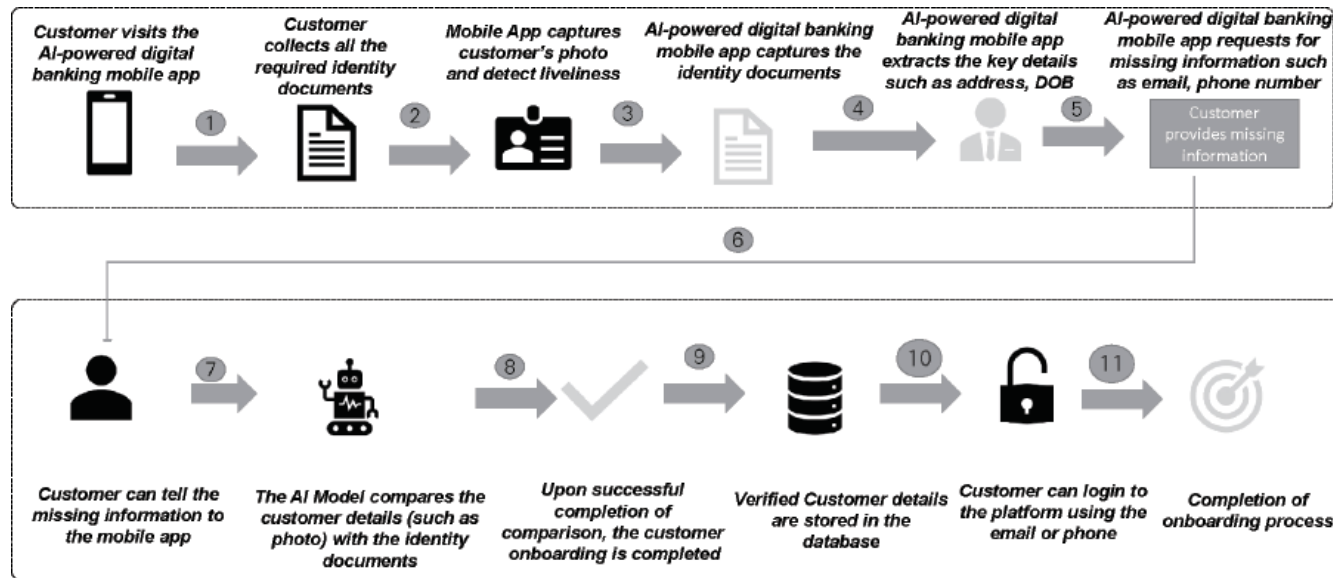 Customer visits the
AI-powered digital
banking mobile app
Customer
collects all the
required identity
documents
Mobile App captures
customer's photo
and detect liveliness
AI-powered digital banking
mobile app captures the
identity documents
AI-powered digital
banking mobile app
extracts the key details
such as address, DOB
AI-powered digital banking
mobile app requests for
missing information such
as email, phone number
1
2
3
4
5
Customer
provides missing
information
6
7
8
9
10
11
Customer can tell the
missing information to
the mobile app
The AI Model compares the
customer details (such as
photo) with the identity
documents
Upon successful
completion of
comparison, the customer
onboarding is completed
Verified Customer details
are stored in the
database
Customer can login to
the platform using the
email or phone
Completion of
onboarding process